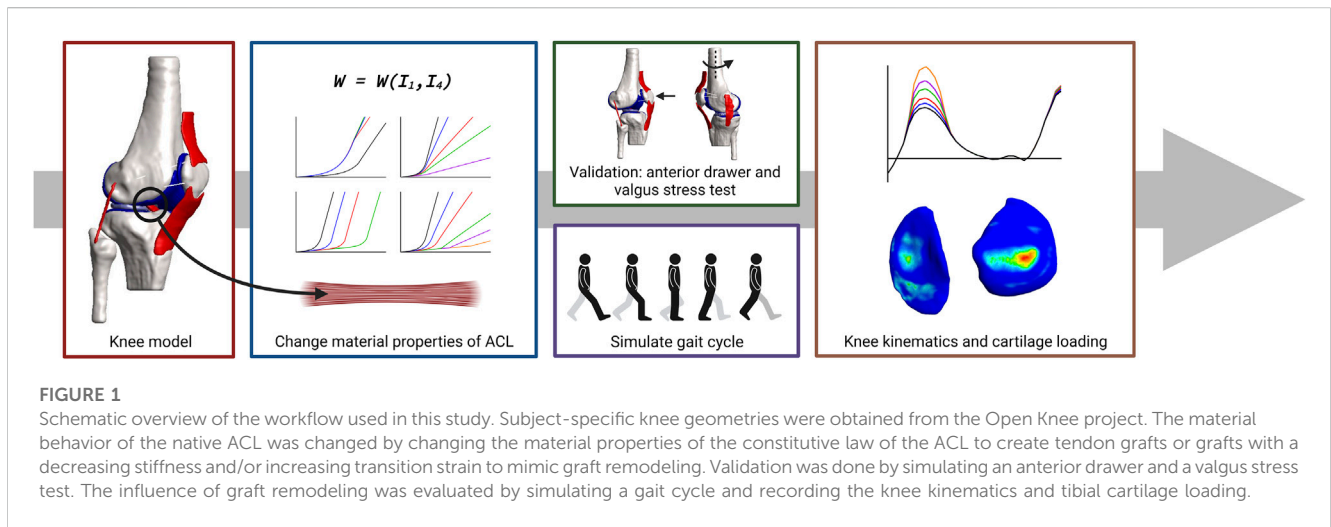 W = W(I₁,I₄)
Validation: anterior drawer and
valgus stress test
Knee model
Change material properties of ACL
Simulate gait cycle
Knee kinematics and cartilage loading
FIGURE 1
Schematic overview of the workflow used in this study. Subject-specific knee geometries were obtained from the Open Knee project. The material
behavior of the native ACL was changed by changing the material properties of the constitutive law of the ACL to create tendon grafts or grafts with a
decreasing stiffness and/or increasing transition strain to mimic graft remodeling. Validation was done by simulating an anterior drawer and a valgus stress
test. The influence of graft remodeling was evaluated by simulating a gait cycle and recording the knee kinematics and tibial cartilage loading.